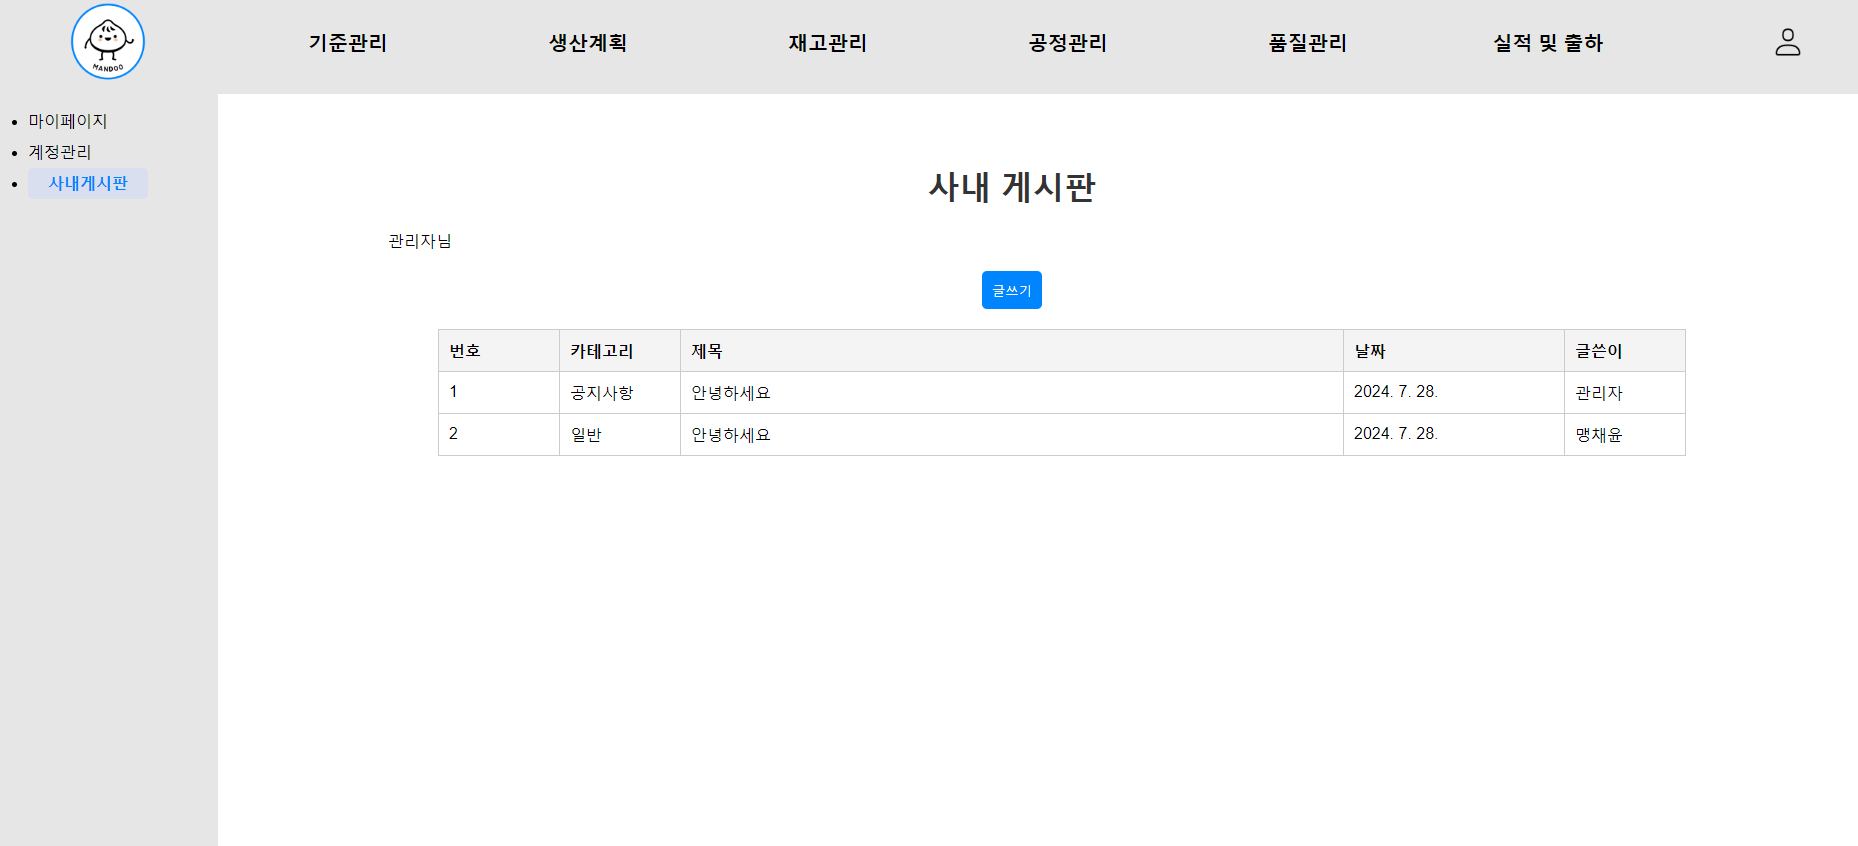 MANDOO
기준관리 생산계획 재고관리 공정관리 품질관리 실적 및 출하
마이페이지
계정관리
사내게시판
사내 게시판
관리자님
글쓰기
번호 카테고리 제목 날짜 글쓴이
1 공지사항 안녕하세요 2024. 7. 28. 관리자
2 일반 안녕하세요 2024. 7. 28. 맹채윤